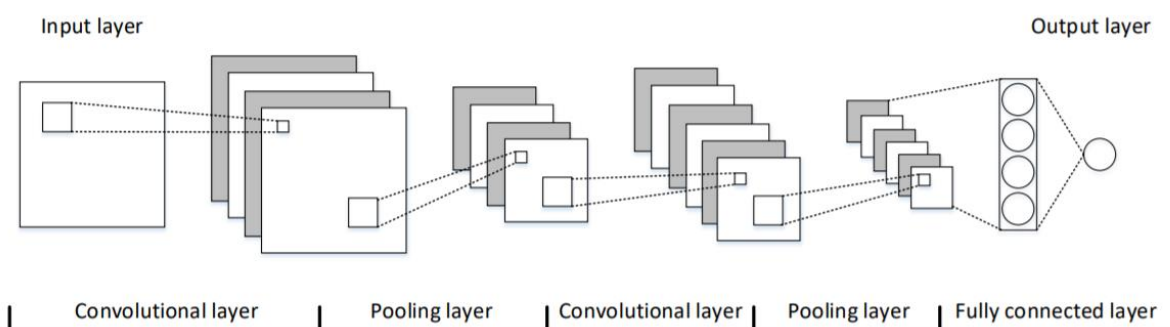 Input layer
Output layer
Convolutional layer
Pooling layer
Convolutional layer
Pooling layer
Fully connected layer